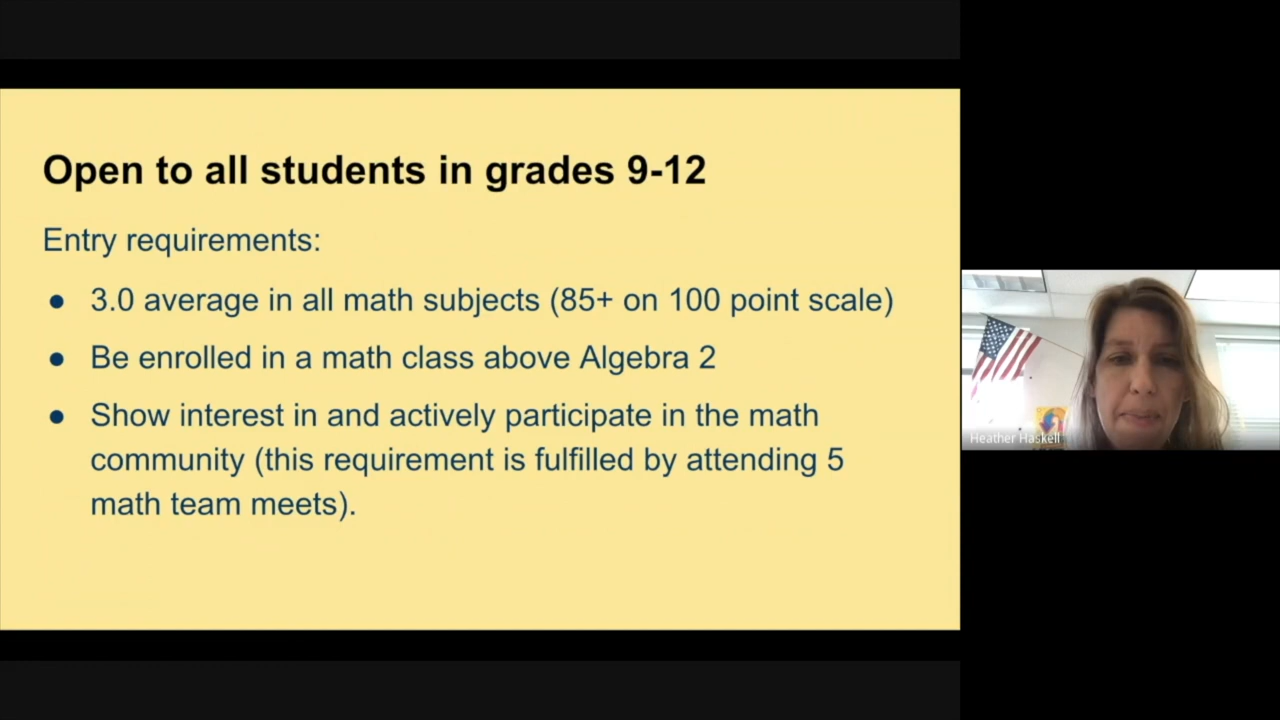 Open to all students in grades 9-12
Entry requirements:
● 3.0 average in all math subjects (85+ on 100 point scale)
● Be enrolled in a math class above Algebra 2
● Show interest in and actively participate in the math
community (this requirement is fulfilled by attending 5
math team meets).
Heather Haskell